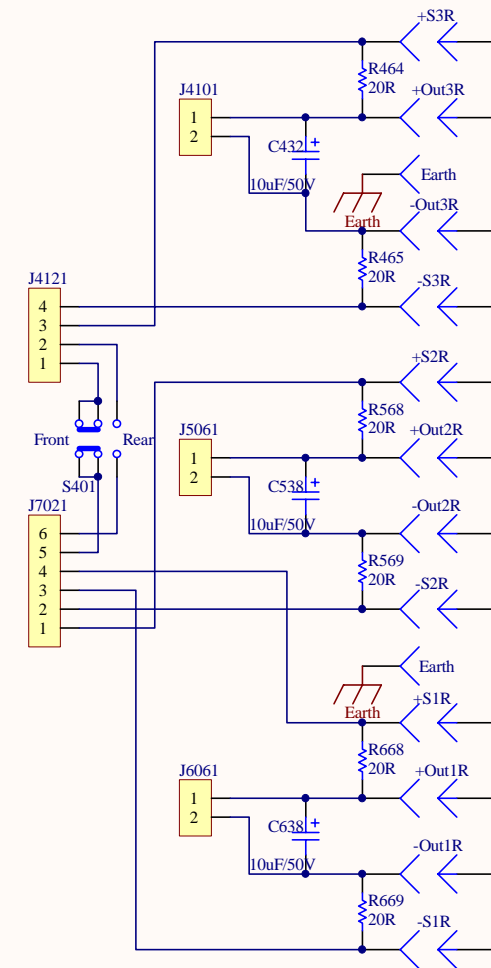 +S3R
R464
20R
J4101
+Out3R
1
2
C432
+
10uF/50V
Earth
Earth
-Out3R
R465
20R
J4121
-S3R
4
3
2
1
+S2R
R568
20R
Front
Rear
J5061
+Out2R
1
2
C538
+
S401
10uF/50V
-Out2R
J7021
6
5
4
3
2
1
R569
20R
-S2R
Earth
Earth
+S1R
R668
20R
J6061
+Out1R
1
2
C638
+
10uF/50V
-Out1R
R669
20R
-S1R